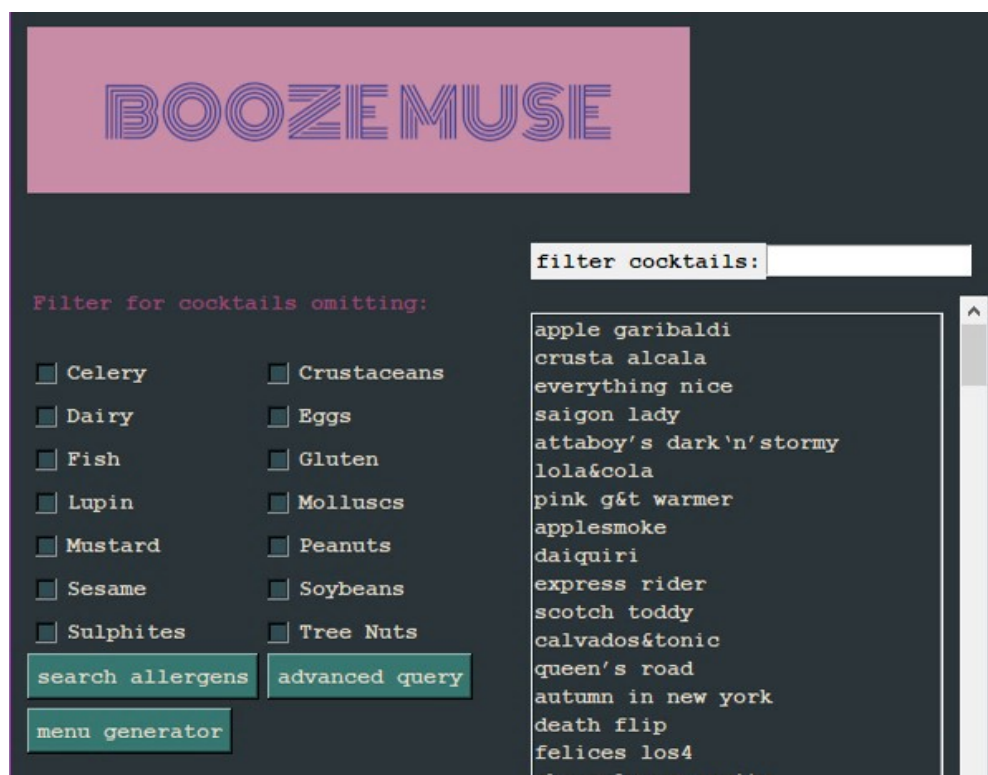 BOOZE MUSE
filter cocktails:
Filter for cocktails omitting:
Celery
Crustaceans
Dairy
Eggs
Fish
Gluten
Lupin
Molluscs
Mustard
Peanuts
Sesame
Soybeans
Sulphites
Tree Nuts
search allergens
advanced query
menu generator
apple garibaldi
crusta alcala
everything nice
saigon lady
attaboy’s dark‘n’stormy
lola&cola
pink g&t warmer
applesmoke
daiquiri
express rider
scotch toddy
calvados&tonic
queen’s road
autumn in new york
death flip
felices los4